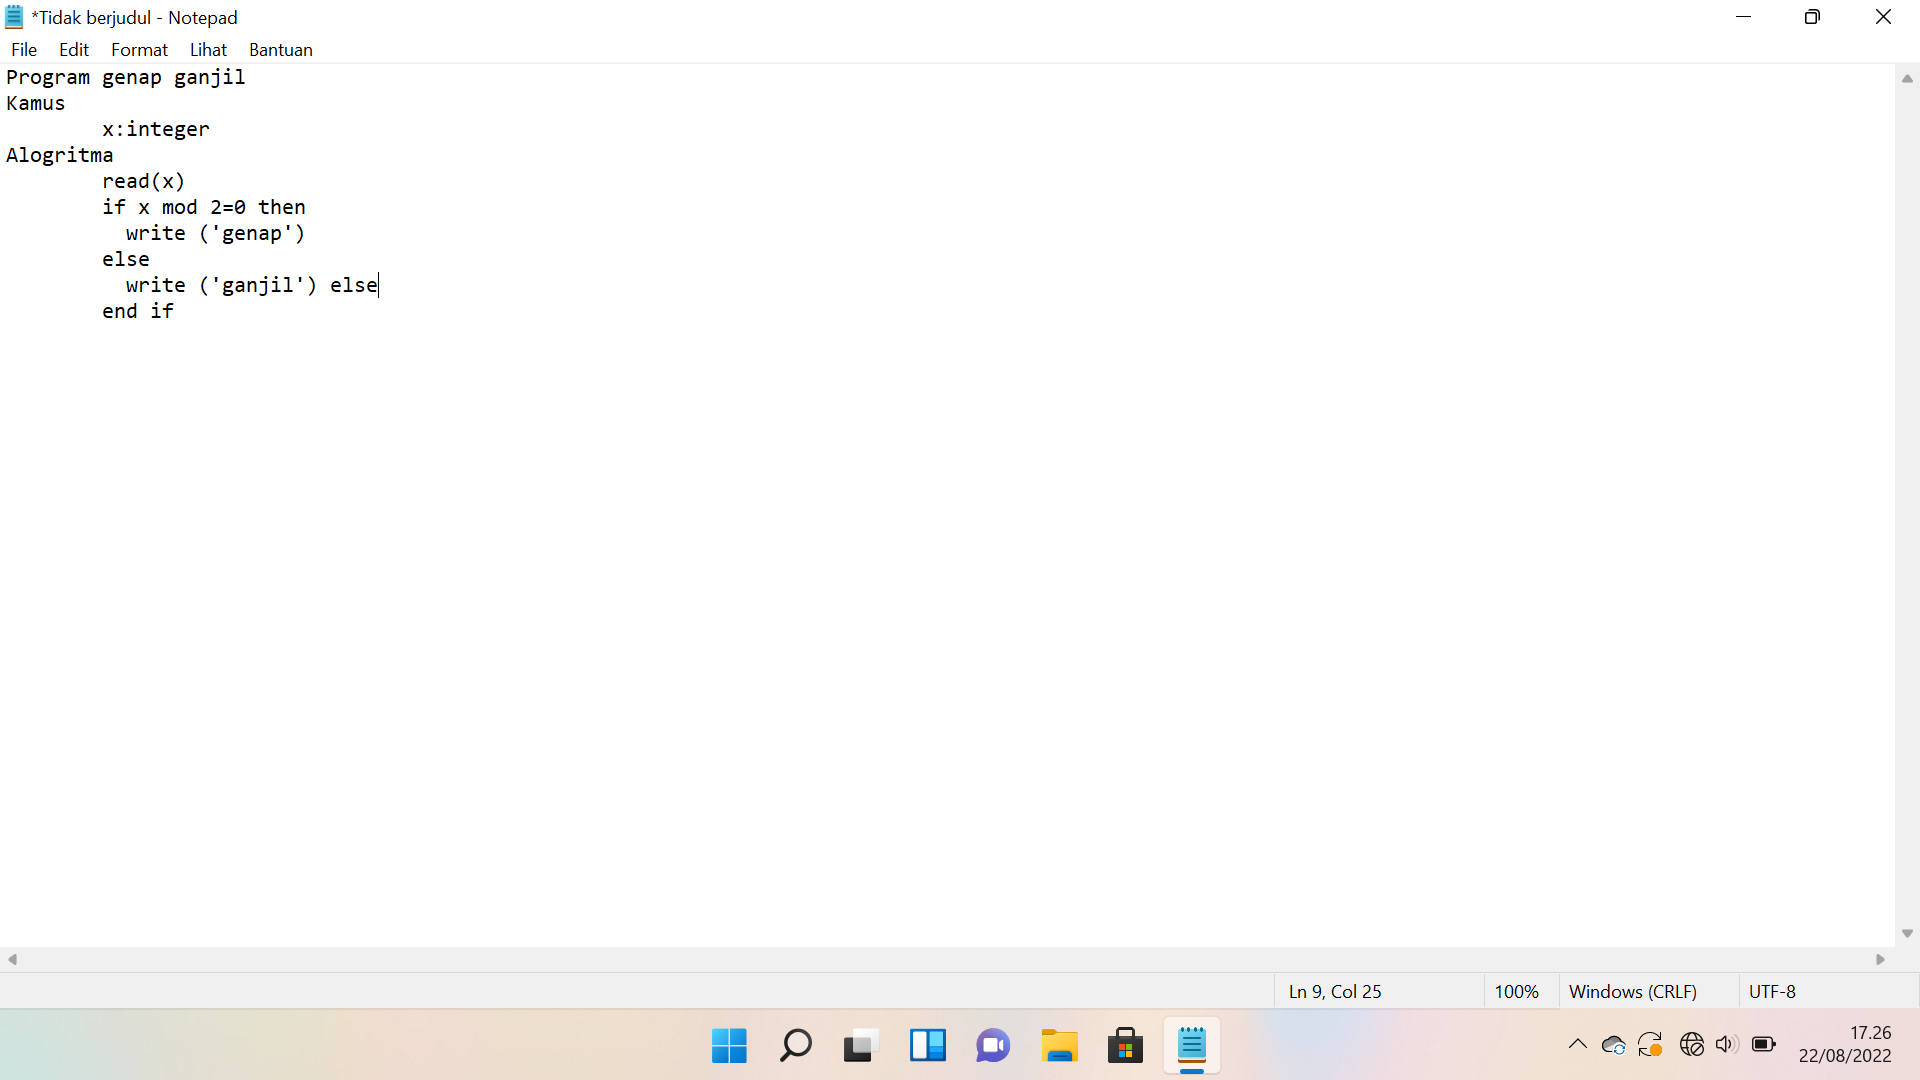 *Tidak berjudul - Notepad
File Edit Format Lihat Bantuan
Program genap ganjil
Kamus
x:integer
Alogritma
read(x)
if x mod 2=0 then
write ('genap')
else
write ('ganjil') else
end if
Ln 9, Col 25 100% Windows (CRLF) UTF-8
17.26
22/08/2022